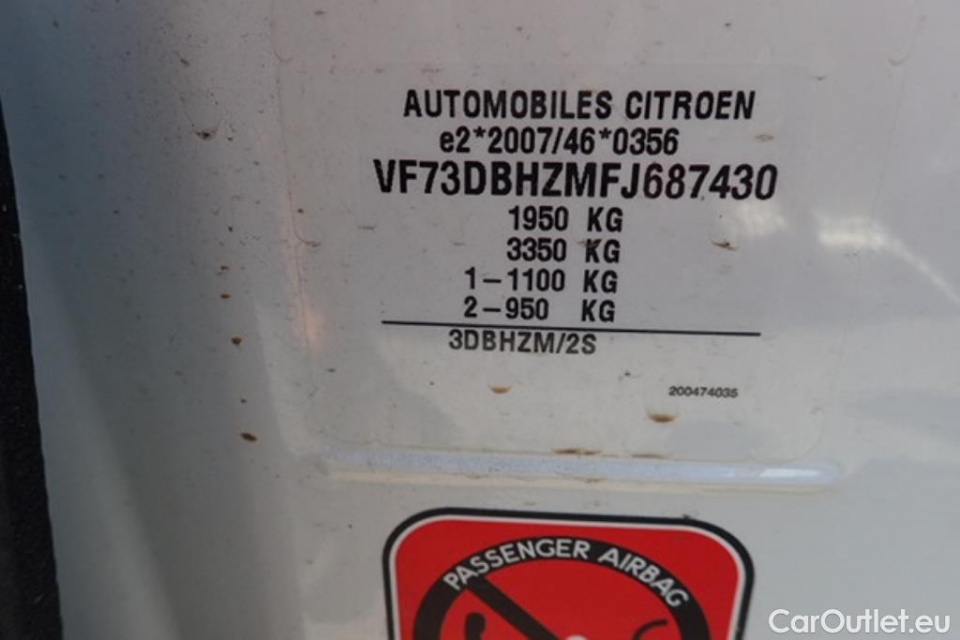 AUTOMOBILES CITROEN
e2*2007/46*0356
VF73DBHZMFJ687430
1950 KG
3350 KG
1-1100 KG
2-950 KG
3DBHZM/2S
200474035
PASSENGER AIRBAG
CarOutlet.eu